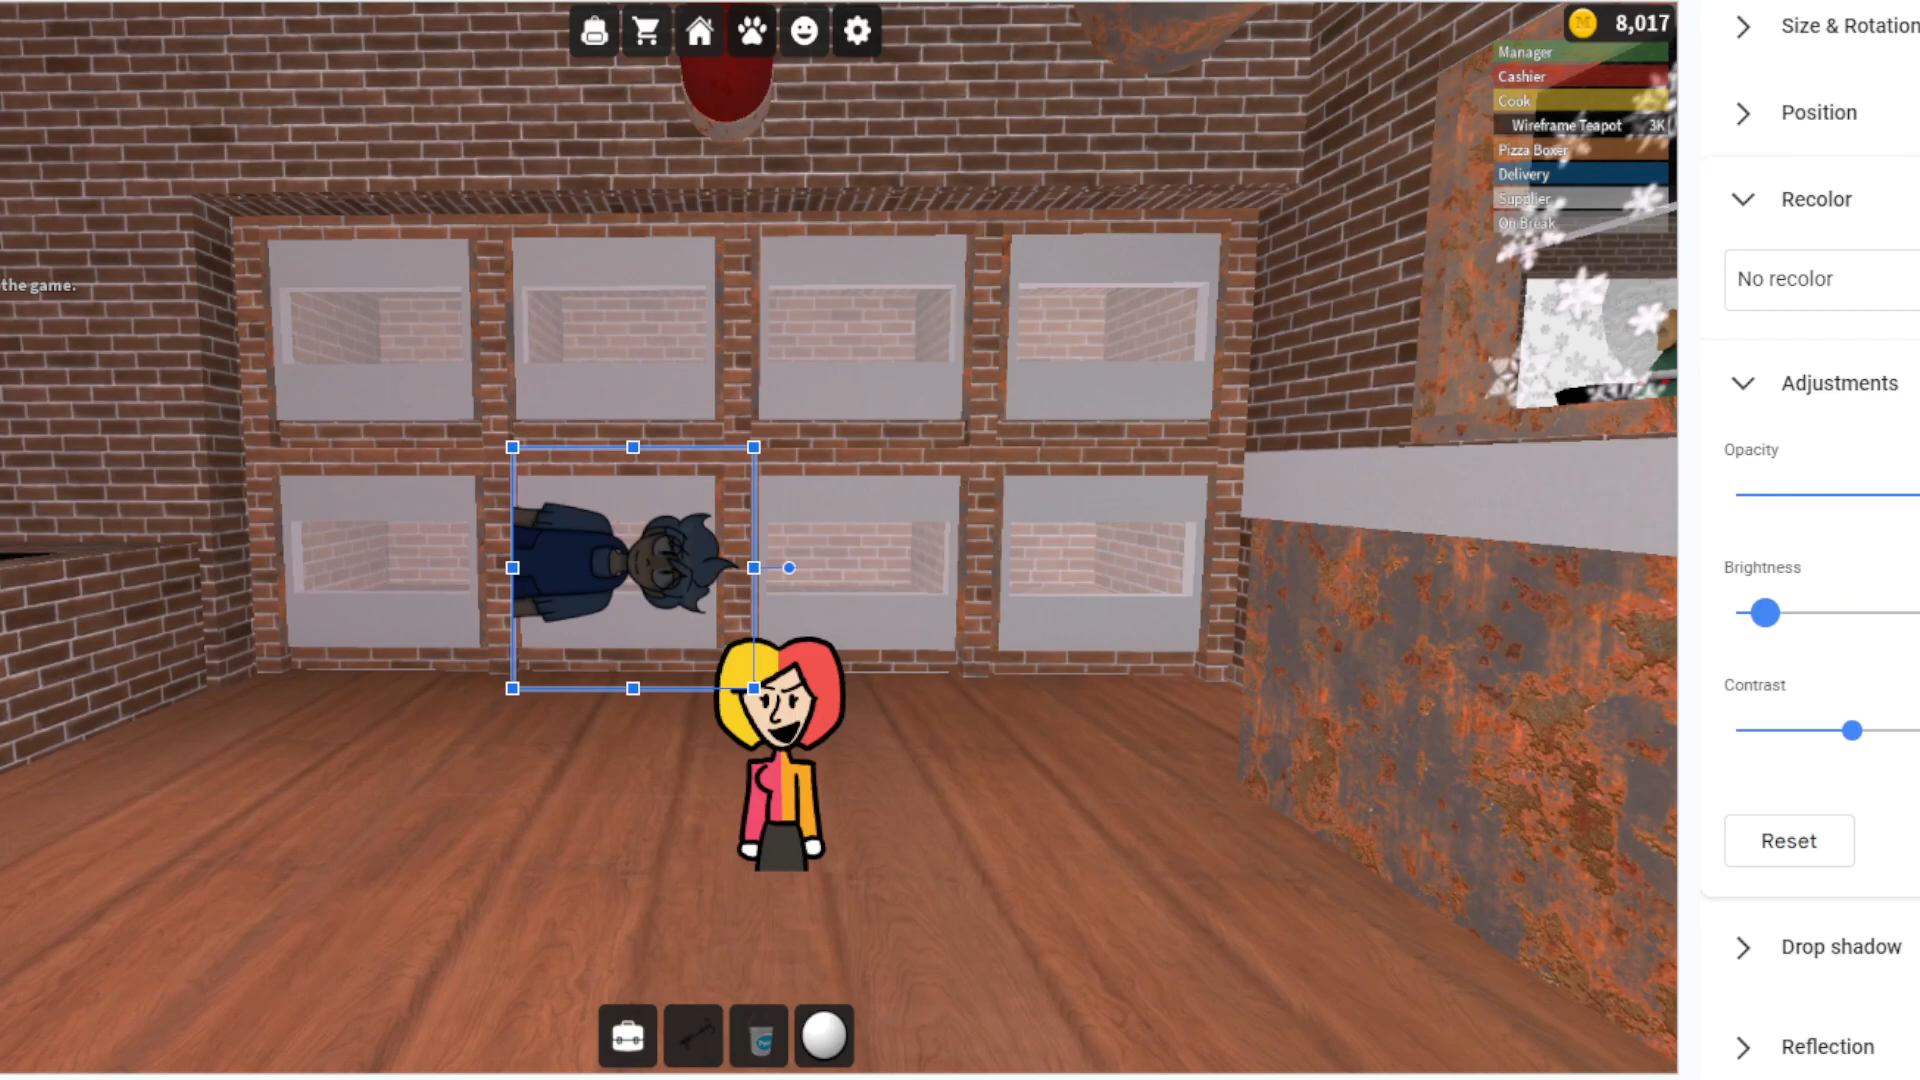 8,017
Manager
Cashier
Cook
Wireframe Teapot 3K
Pizza Boxer
Delivery
Supplier
On Break
the game.
Size & Rotation
Position
Recolor
No recolor
Adjustments
Opacity
Brightness
Contrast
Reset
Drop shadow
Reflection